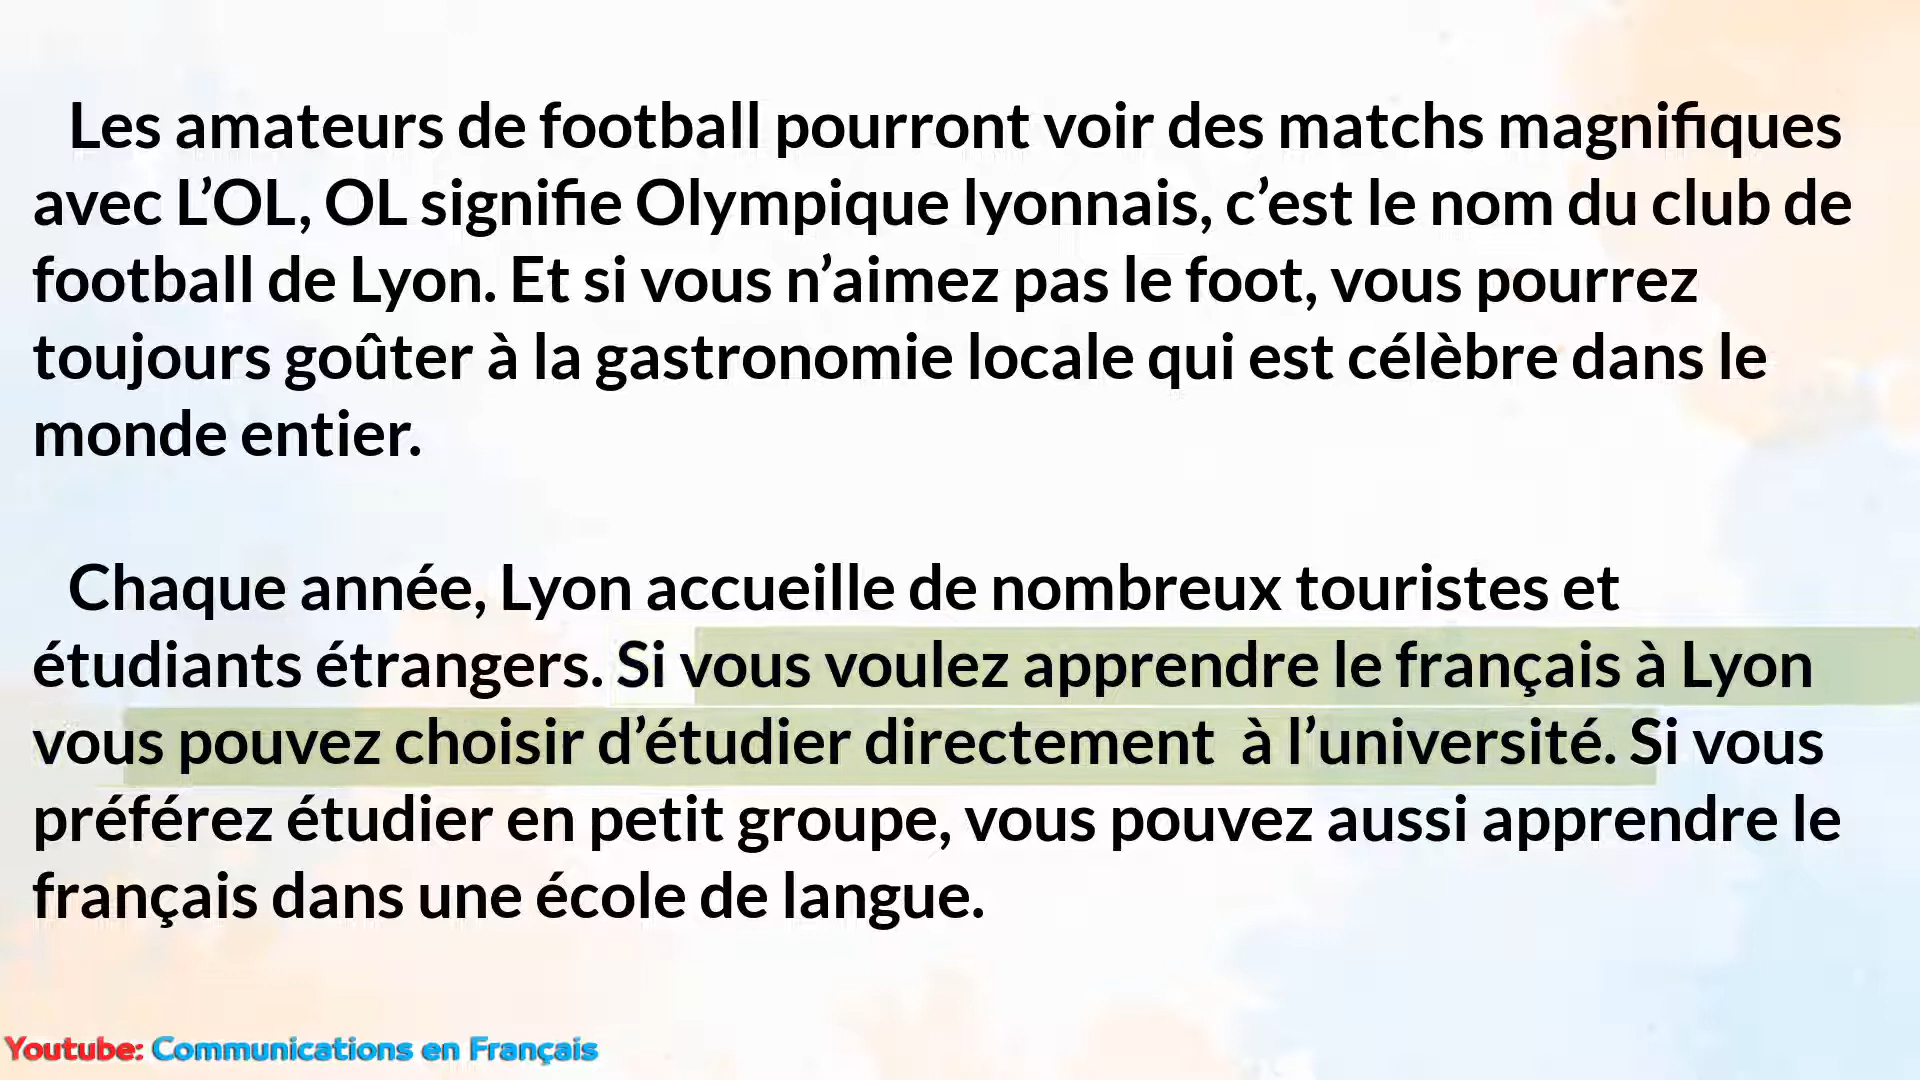 Les amateurs de football pourront voir des matchs magnifiques
avec L’OL, OL signifie Olympique lyonnais, c’est le nom du club de
football de Lyon. Et si vous n’aimez pas le foot, vous pourrez
toujours goûter à la gastronomie locale qui est célèbre dans le
monde entier.
Chaque année, Lyon accueille de nombreux touristes et
étudiants étrangers. Si vous voulez apprendre le français à Lyon
vous pouvez choisir d’étudier directement  à l’université. Si vous
préférez étudier en petit groupe, vous pouvez aussi apprendre le
français dans une école de langue.
Youtube: Communications en Français